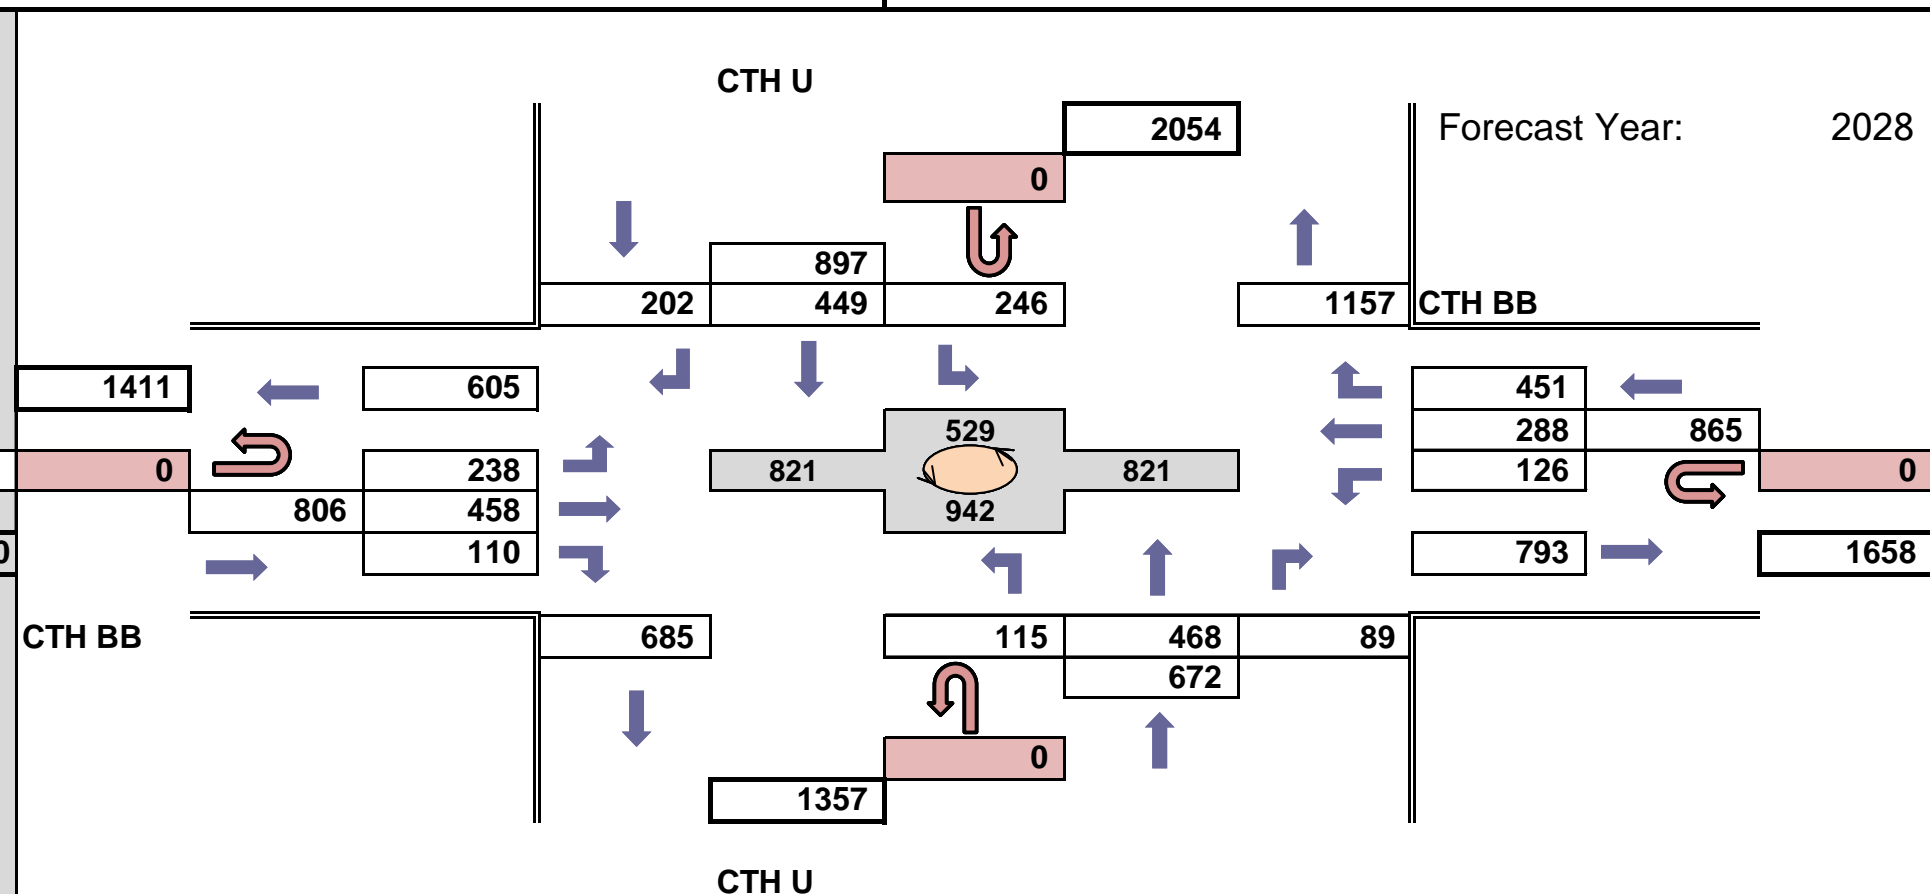 CTH U
2054
Forecast Year: 2028
0
897
202 449 246 1157 CTH BB
1411 605 451
529 288 865
0 238 821 821 126 0
806 458 942
0 110 793 1658
CTH BB 685 115 468 89
672
0
1357
CTH U